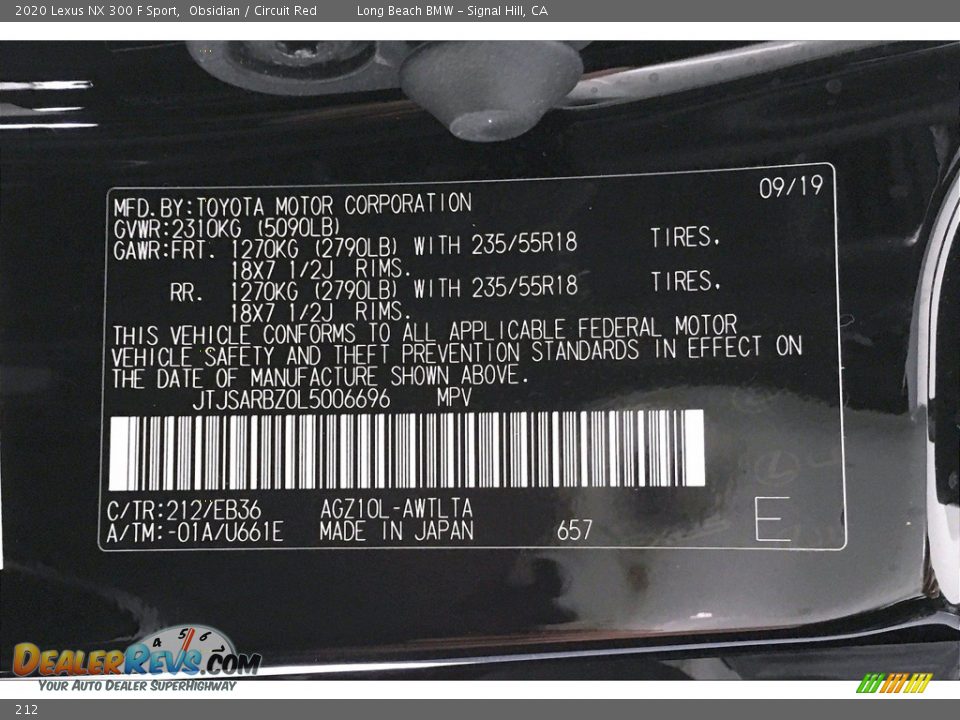 2020 Lexus NX 300 F Sport, Obsidian / Circuit Red Long Beach BMW - Signal Hill, CA
09/19
MFD.BY:TOYOTA MOTOR CORPORATION
GVWR:2310KG (5090LB)
GAWR:FRT. 1270KG (2790LB) WITH 235/55R18 TIRES.
18X7 1/2J RIMS.
RR. 1270KG (2790LB) WITH 235/55R18 TIRES.
18X7 1/2J RIMS.
THIS VEHICLE CONFORMS TO ALL APPLICABLE FEDERAL MOTOR
VEHICLE SAFETY AND THEFT PREVENTION STANDARDS IN EFFECT ON
THE DATE OF MANUFACTURE SHOWN ABOVE.
JTJSARBZ0L5006696 MPV
C/TR:212/EB36 AGZ10L-AWTLTA
A/TM:-01A/U661E MADE IN JAPAN 657 E
4 5 6
DEALERREVS.COM
YOUR AUTO DEALER SUPERHIGHWAY
212